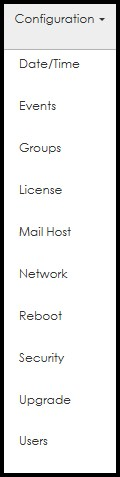 Configuration
Date/Time
Events
Groups
License
Mail Host
Network
Reboot
Security
Upgrade
Users